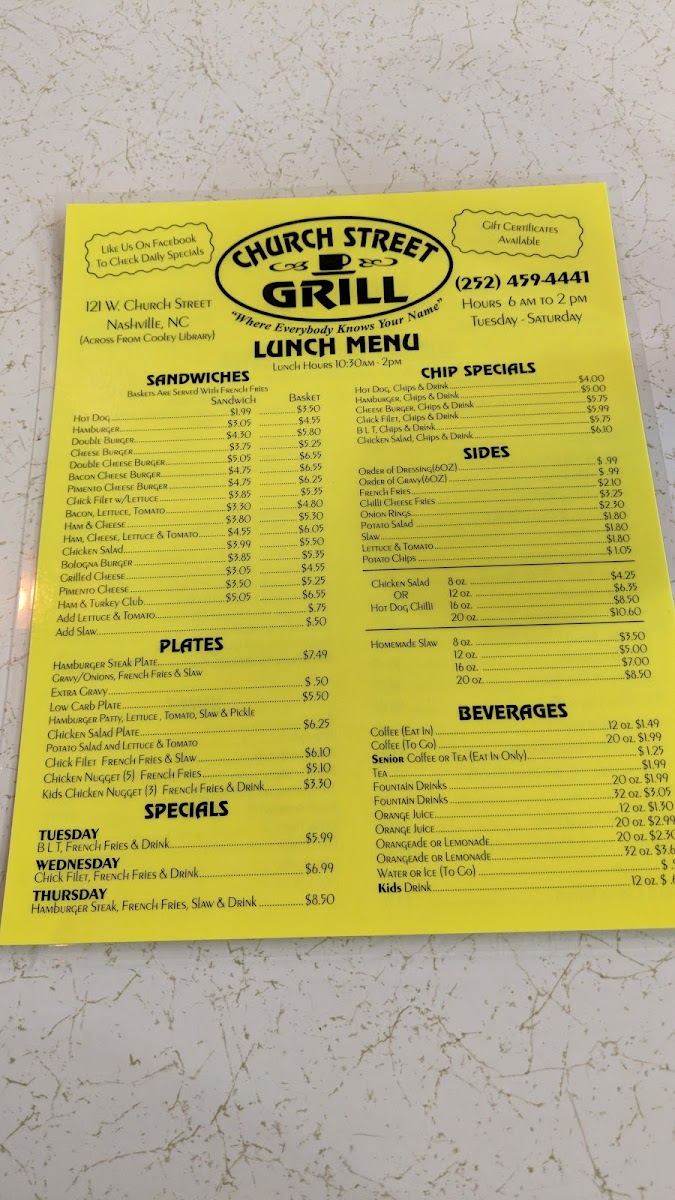 Like Us On Facebook
To Check Daily Specials
121 W. Church Street
Nashville, NC
(Across From Cooley Library)
CHURCH STREET
GRILL
"Where Everybody Knows Your Name"
Gift Certificates
Available
(252) 459-4441
Hours 6 am to 2 pm
Tuesday - Saturday
LUNCH MENU
Lunch Hours 10:30am - 2pm
SANDWICHES
Baskets Are Served With French Fries
Sandwich Basket
Hot Dog $1.99 $3.50
Hamburger $3.05 $4.55
Double Burger $4.30 $5.80
Cheese Burger $3.75 $5.25
Double Cheese Burger $5.05 $6.55
Bacon Cheese Burger $4.75 $6.55
Pimento Cheese Burger $4.75 $6.25
Chick Filet w/Lettuce $3.85 $5.35
Bacon, Lettuce, Tomato $3.30 $4.80
Ham & Cheese $3.80 $5.30
Ham, Cheese, Lettuce & Tomato $4.55 $6.05
Chicken Salad $3.99 $5.50
Bologna Burger $3.85 $5.35
Grilled Cheese $3.05 $4.55
Pimento Cheese $3.50 $5.25
Ham & Turkey Club $5.05 $6.55
Add Lettuce & Tomato $.75
Add Slaw $.50
PLATES
Hamburger Steak Plate $7.49
Gravy/Onions, French Fries & Slaw
Extra Gravy $ .50
Low Carb Plate $5.50
Hamburger Patty, Lettuce, Tomato, Slaw & Pickle
Chicken Salad Plate $6.25
Potato Salad and Lettuce & Tomato
Chick Filet French Fries & Slaw $6.10
Chicken Nugget (5) French Fries $5.10
Kids Chicken Nugget (3) French Fries & Drink $3.30
SPECIALS
TUESDAY
B L T, French Fries & Drink $5.99
WEDNESDAY
Chick Filet, French Fries & Drink $6.99
THURSDAY
Hamburger Steak, French Fries, Slaw & Drink $8.50
CHIP SPECIALS
Hot Dog, Chips & Drink $4.00
Hamburger, Chips & Drink $5.00
Cheese Burger, Chips & Drink $5.75
Chick Filet, Chips & Drink $5.99
B L T, Chips & Drink $5.75
Chicken Salad, Chips & Drink $6.10
SIDES
Order of Dressing(6OZ) $ .99
Order of Gravy(6OZ) $ .99
French Fries $2.10
Chilli Cheese Fries $3.25
Onion Rings $2.30
Potato Salad $1.80
Slaw $1.80
Lettuce & Tomato $1.80
Potato Chips $ 1.05
Chicken Salad 8 oz. $4.25
OR 12 oz. $6.35
Hot Dog Chilli 16 oz. $8.50
20 oz. $10.60
Homemade Slaw 8 oz. $3.50
12 oz. $5.00
16 oz. $7.00
20 oz. $8.50
BEVERAGES
Coffee (Eat In) 12 oz. $1.49
Coffee (To Go) 20 oz. $1.99
Senior Coffee or Tea (Eat In Only) $ 1.25
Tea $1.99
Fountain Drinks 20 oz. $1.99
Fountain Drinks 32 oz. $3.05
Orange Juice 12 oz. $1.30
Orange Juice 20 oz. $2.99
Orangeade or Lemonade 20 oz. $2.30
Orangeade or Lemonade 32 oz. $3.6
Water or Ice (To Go) $ .
Kids Drink 12 oz. $ .